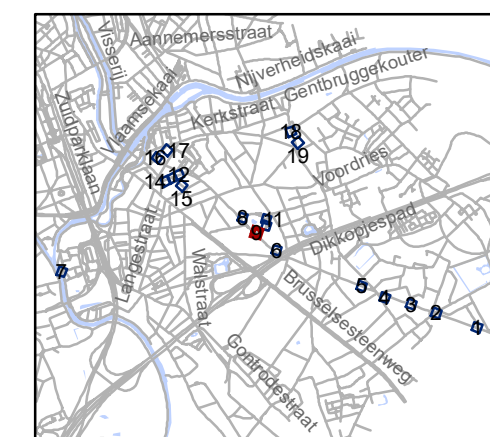 Aannemersstraat
Visserij
Nijverheidskaai
Gentbruggekouter
Vlaamsekaai
Kerkstraat
Zuidparklaan
18
19
17
16
Voordries
12
14
15
8
11
9
6
Dikkopjespad
Langestraat
7
Walstraat
5
4
3
2
1
Brusselsesteenweg
Gontrodestraat